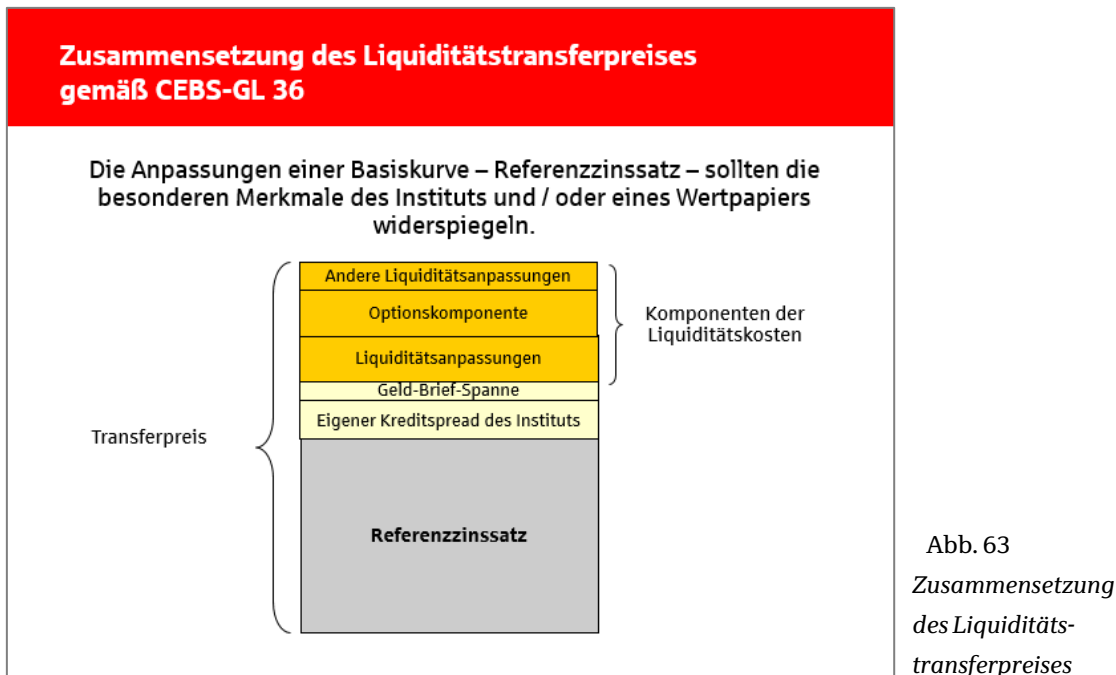 Zusammensetzung des Liquiditätstransferpreises
gemäß CEBS-GL 36
Die Anpassungen einer Basiskurve – Referenzzinssatz – sollten die
besonderen Merkmale des Instituts und / oder eines Wertpapiers
widerspiegeln.
Andere Liquiditätsanpassungen
Optionskomponente
Liquiditätsanpassungen
Geld-Brief-Spanne
Eigener Kreditspread des Instituts
Referenzzinssatz
Transferpreis
Komponenten der
Liquiditätskosten
Abb. 63
Zusammensetzung
des Liquiditäts-
transferpreises